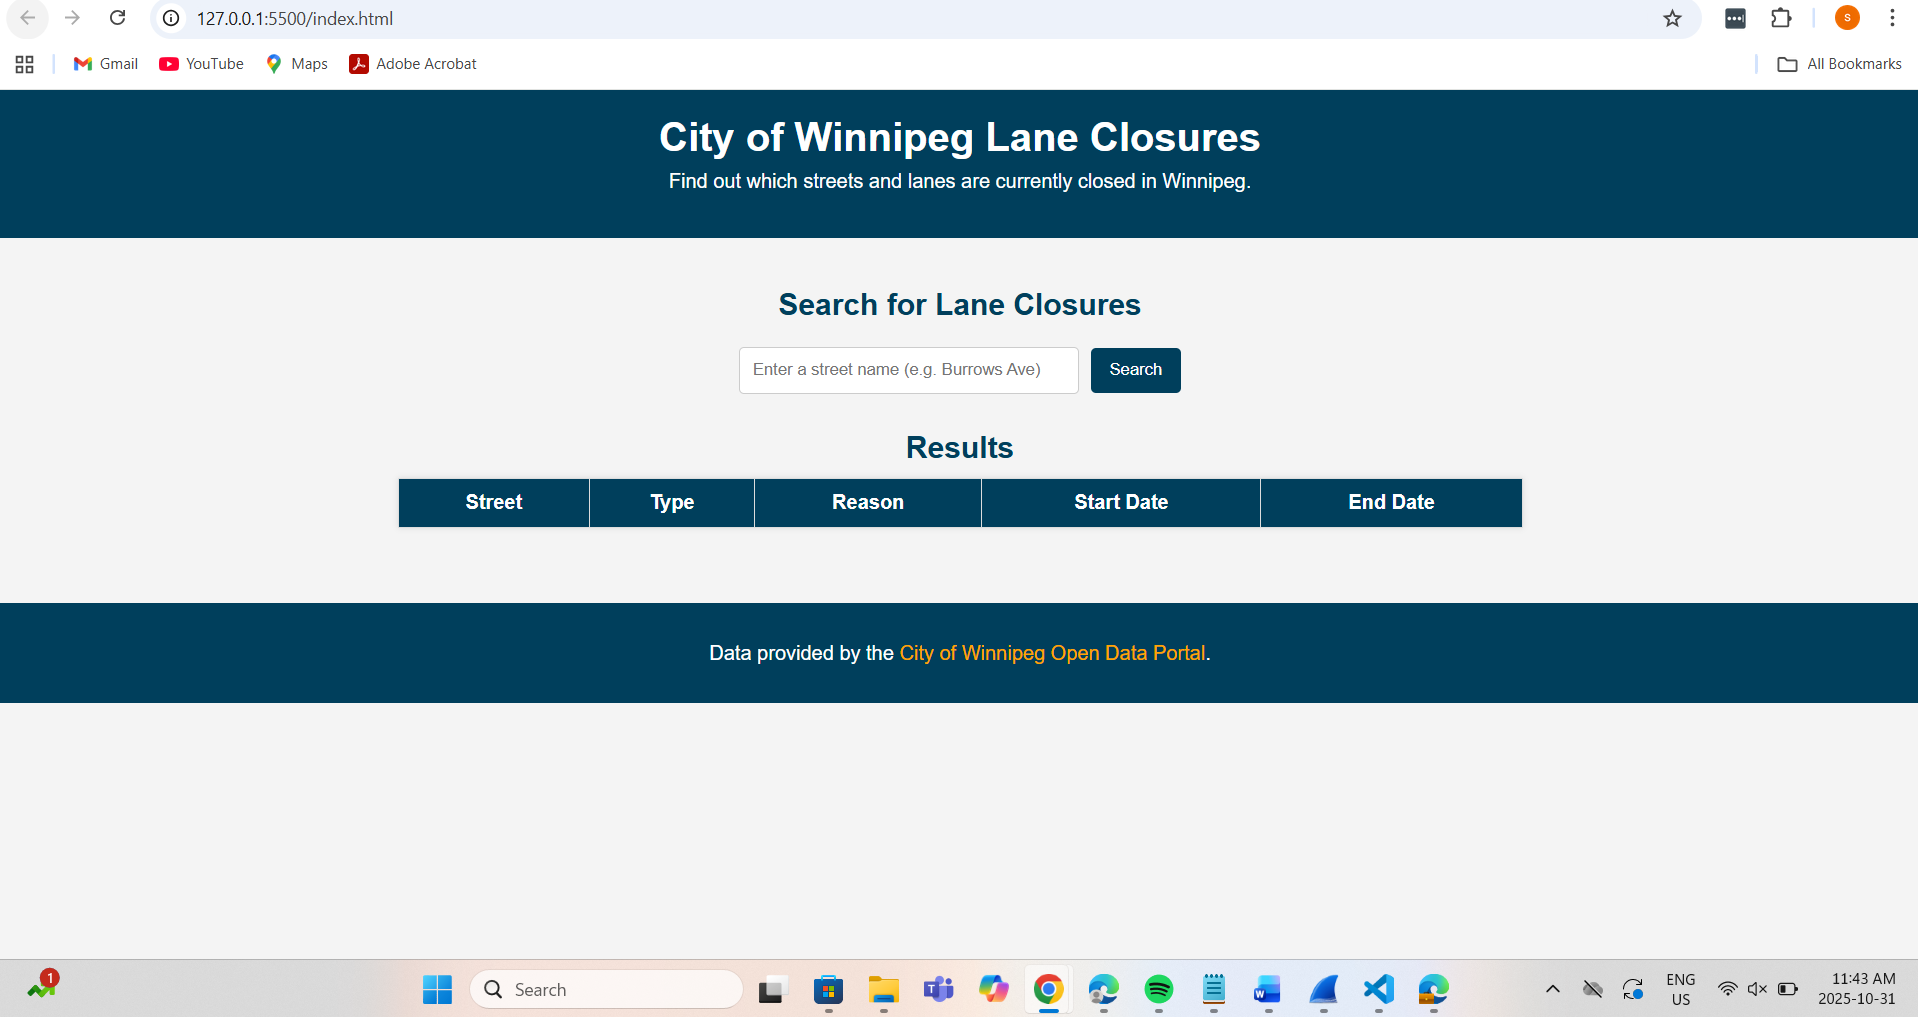 127.0.0.1:5500/index.html
S
Gmail YouTube Maps Adobe Acrobat All Bookmarks
City of Winnipeg Lane Closures
Find out which streets and lanes are currently closed in Winnipeg.
Search for Lane Closures
Enter a street name (e.g. Burrows Ave) Search
Results
Street Type Reason Start Date End Date
Data provided by the City of Winnipeg Open Data Portal.
1
Search
T
W
ENG
US
11:43 AM
2025-10-31